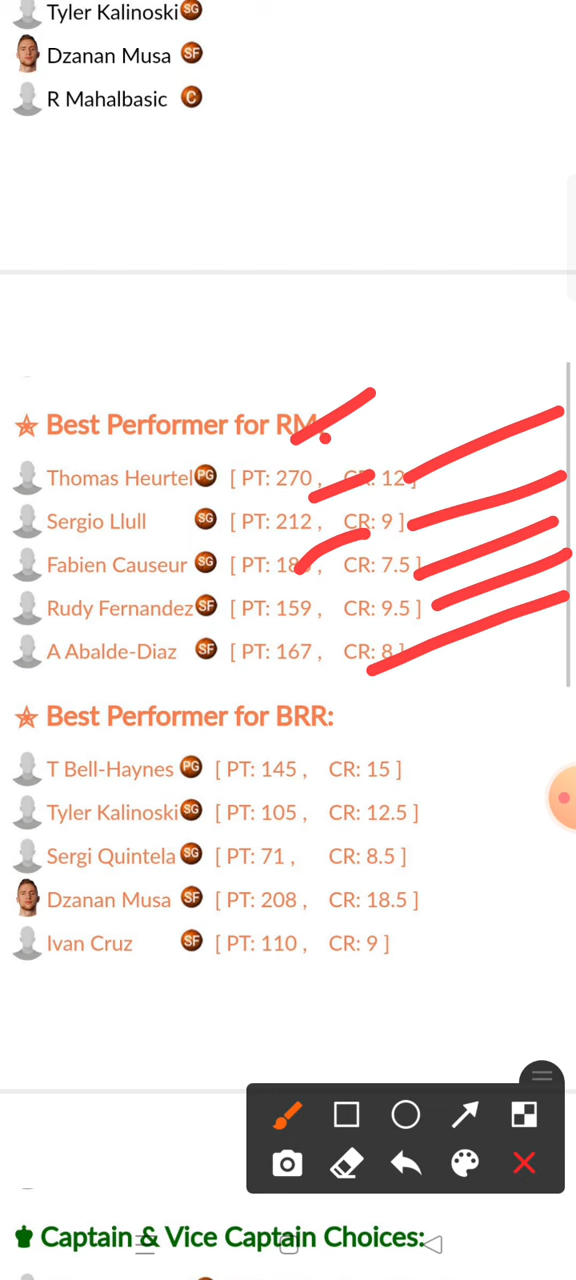 Tyler Kalinoski SG
Dzanan Musa SF
R Mahalbasic C
Best Performer for RM:
Thomas Heurtel PG [ PT: 270 , CR: 12 ]
Sergio Llull SG [ PT: 212 , CR: 9 ]
Fabien Causeur SG [ PT: , CR: 7.5 ]
Rudy Fernandez SF [ PT: 159 , CR: 9.5 ]
A Abalde-Diaz SF [ PT: 167 , CR: 8 ]
Best Performer for BRR:
T Bell-Haynes PG [ PT: 145 , CR: 15 ]
Tyler Kalinoski SG [ PT: 105 , CR: 12.5 ]
Sergi Quintela SG [ PT: 71 , CR: 8.5 ]
Dzanan Musa SF [ PT: 208 , CR: 18.5 ]
Ivan Cruz SF [ PT: 110 , CR: 9 ]
Captain & Vice Captain Choices: